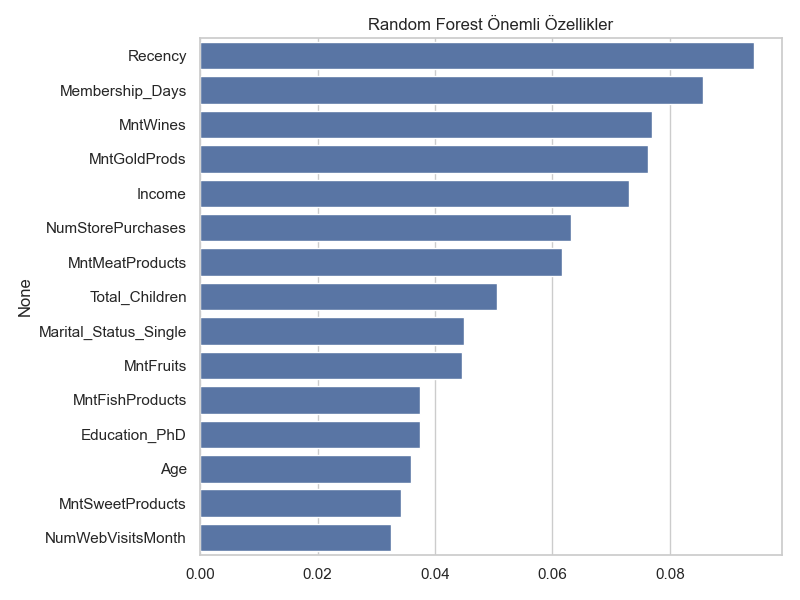 Random Forest Önemli Özellikler
None
Recency
Membership_Days
MntWines
MntGoldProds
Income
NumStorePurchases
MntMeatProducts
Total_Children
Marital_Status_Single
MntFruits
MntFishProducts
Education_PhD
Age
MntSweetProducts
NumWebVisitsMonth
0.00 0.02 0.04 0.06 0.08